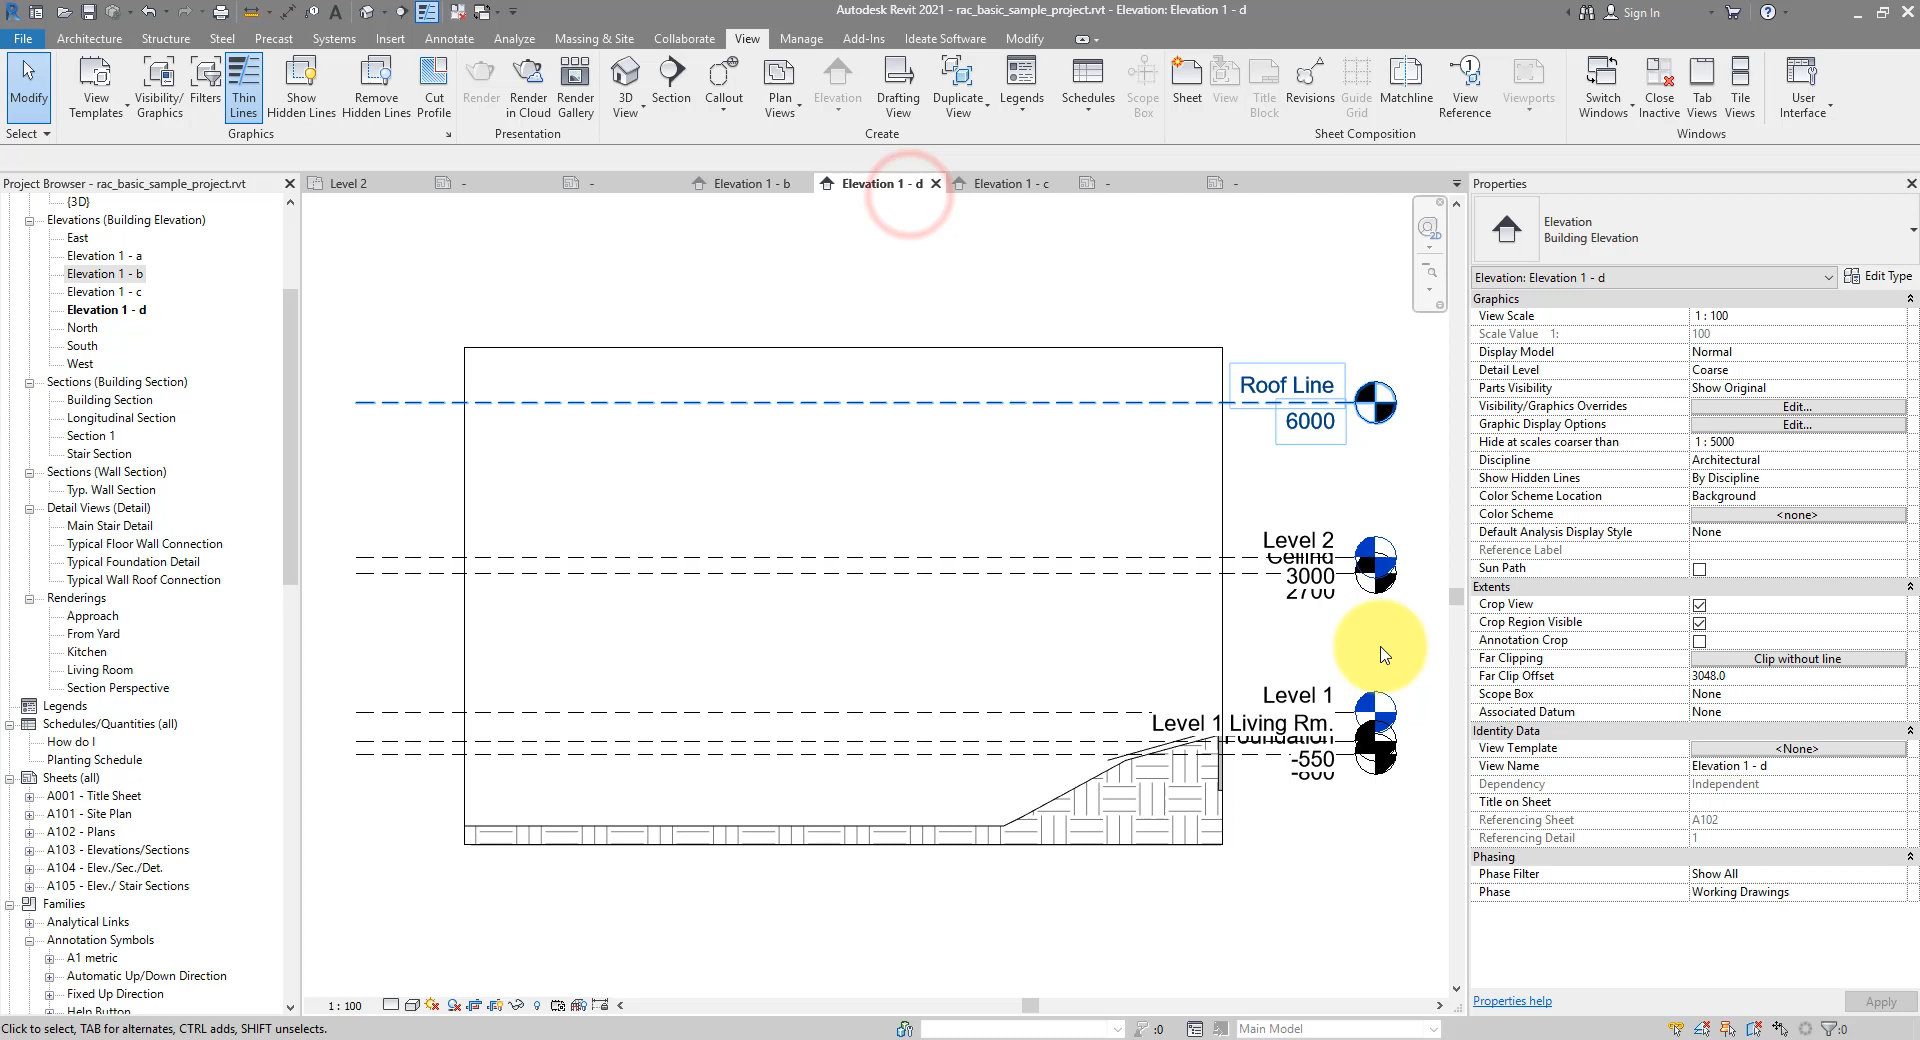 Autodesk Revit 2021 - rac_basic_sample_project.rvt - Elevation: Elevation 1 - d
Sign In
File Architecture Structure Steel Precast Systems Insert Annotate Analyze Massing & Site Collaborate View Manage Add-Ins Ideate Software Modify
Modify
View Templates
Visibility/ Graphics
Filters
Thin Lines
Show Hidden Lines
Remove Hidden Lines
Cut Profile
Render
Render in Cloud
Render Gallery
3D View
Section
Callout
Plan Views
Elevation
Drafting View
Duplicate View
Legends
Schedules
Scope Box
Sheet
View
Title Block
Revisions
Guide Grid
Matchline
View Reference
Viewports
Switch Windows
Close Inactive
Tab Views
Tile Views
User Interface
Select Graphics Presentation Create Sheet Composition Windows
Project Browser - rac_basic_sample_project.rvt
{3D}
Elevations (Building Elevation)
East
Elevation 1 - a
Elevation 1 - b
Elevation 1 - c
Elevation 1 - d
North
South
West
Sections (Building Section)
Building Section
Longitudinal Section
Section 1
Stair Section
Sections (Wall Section)
Typ. Wall Section
Detail Views (Detail)
Main Stair Detail
Typical Floor Wall Connection
Typical Foundation Detail
Typical Wall Roof Connection
Renderings
Approach
From Yard
Kitchen
Living Room
Section Perspective
Legends
Schedules/Quantities (all)
How do I
Planting Schedule
Sheets (all)
A001 - Title Sheet
A101 - Site Plan
A102 - Plans
A103 - Elevations/Sections
A104 - Elev./Sec./Det.
A105 - Elev./ Stair Sections
Families
Analytical Links
Annotation Symbols
A1 metric
Automatic Up/Down Direction
Fixed Up Direction
Help Button
Level 2 - - Elevation 1 - b Elevation 1 - d Elevation 1 - c - -
2D
Roof Line
6000
Level 2
Ceiling
3000
2700
Level 1
Level 1 Living Rm.
Foundation
-550
-800
1 : 100
Properties
Elevation
Building Elevation
Elevation: Elevation 1 - d Edit Type
Graphics
View Scale 1 : 100
Scale Value 1: 100
Display Model Normal
Detail Level Coarse
Parts Visibility Show Original
Visibility/Graphics Overrides Edit...
Graphic Display Options Edit...
Hide at scales coarser than 1 : 5000
Discipline Architectural
Show Hidden Lines By Discipline
Color Scheme Location Background
Color Scheme <none>
Default Analysis Display Style None
Reference Label
Sun Path
Extents
Crop View
Crop Region Visible
Annotation Crop
Far Clipping Clip without line
Far Clip Offset 3048.0
Scope Box None
Associated Datum None
Identity Data
View Template <None>
View Name Elevation 1 - d
Dependency Independent
Title on Sheet
Referencing Sheet A102
Referencing Detail 1
Phasing
Phase Filter Show All
Phase Working Drawings
Properties help Apply
Click to select, TAB for alternates, CTRL adds, SHIFT unselects.
:0
Main Model
:0